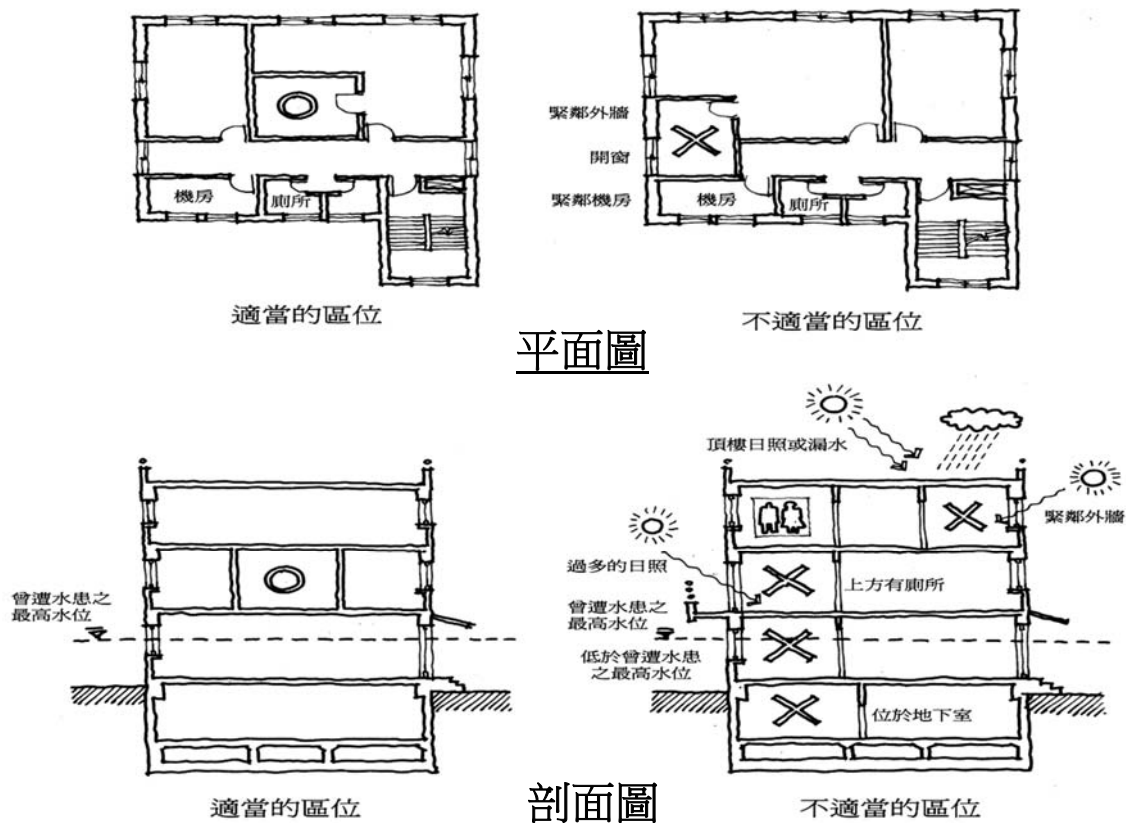 機房
廁所
適當的區位
緊鄰外牆
開窗
緊鄰機房
機房
廁所
不適當的區位
平面圖
曾遭水患之
最高水位
適當的區位
頂樓日照或漏水
緊鄰外牆
過多的日照
上方有廁所
曾遭水患之
最高水位
低於曾遭水患
之最高水位
位於地下室
不適當的區位
剖面圖